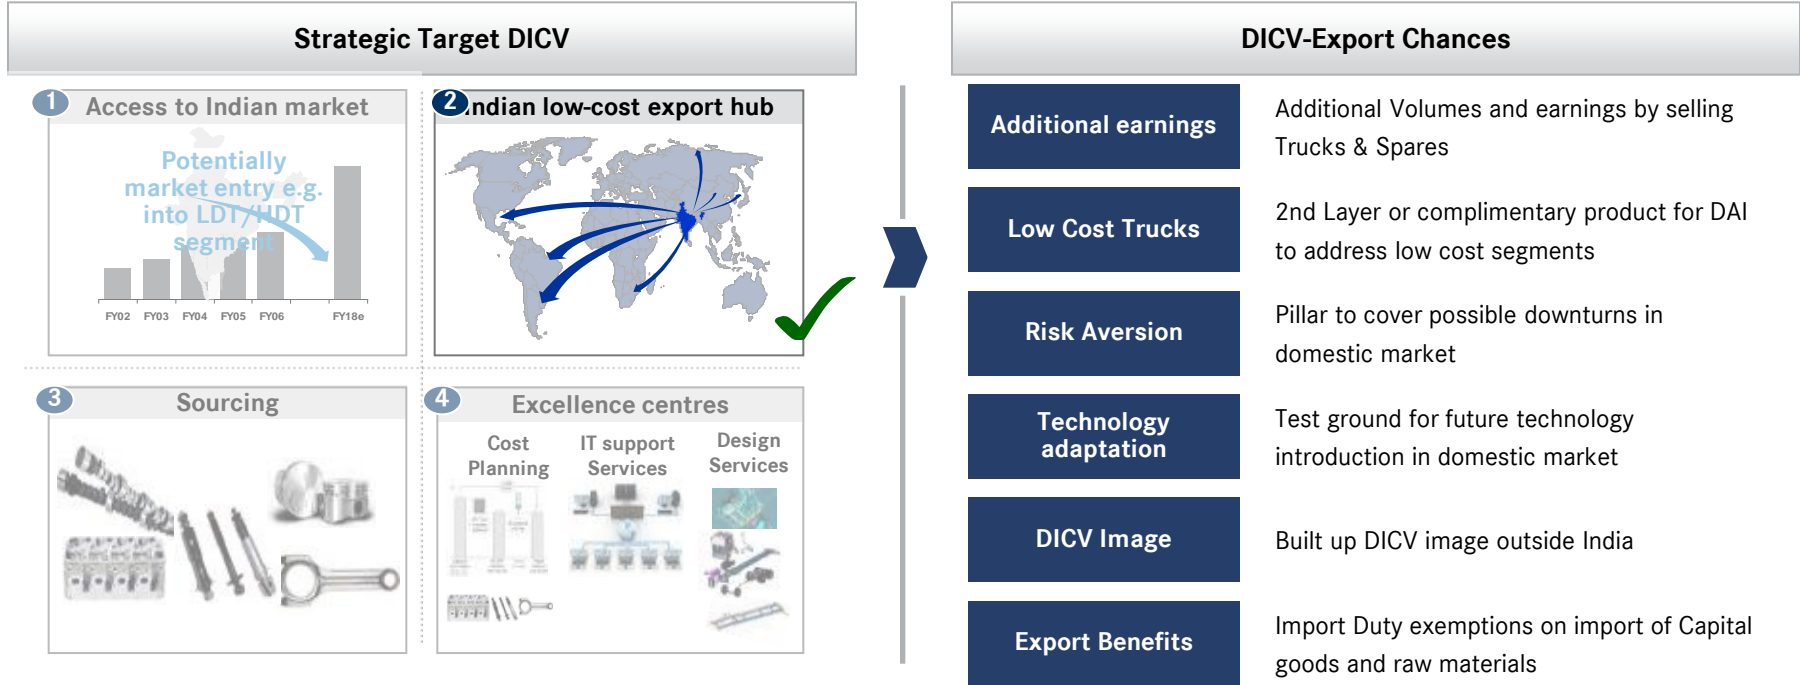 Strategic Target DICV
1
Access to Indian market
Potentially
market entry e.g.
into LDT/HDT
segment
FY02 FY03 FY04 FY05 FY06 FY18e
2
Indian low-cost export hub
3
Sourcing
4
Excellence centres
Cost
Planning
IT support
Services
Design
Services
DICV-Export Chances
Additional earnings
Additional Volumes and earnings by selling
Trucks & Spares
Low Cost Trucks
2nd Layer or complimentary product for DAI
to address low cost segments
Risk Aversion
Pillar to cover possible downturns in
domestic market
Technology
adaptation
Test ground for future technology
introduction in domestic market
DICV Image
Built up DICV image outside India
Export Benefits
Import Duty exemptions on import of Capital
goods and raw materials